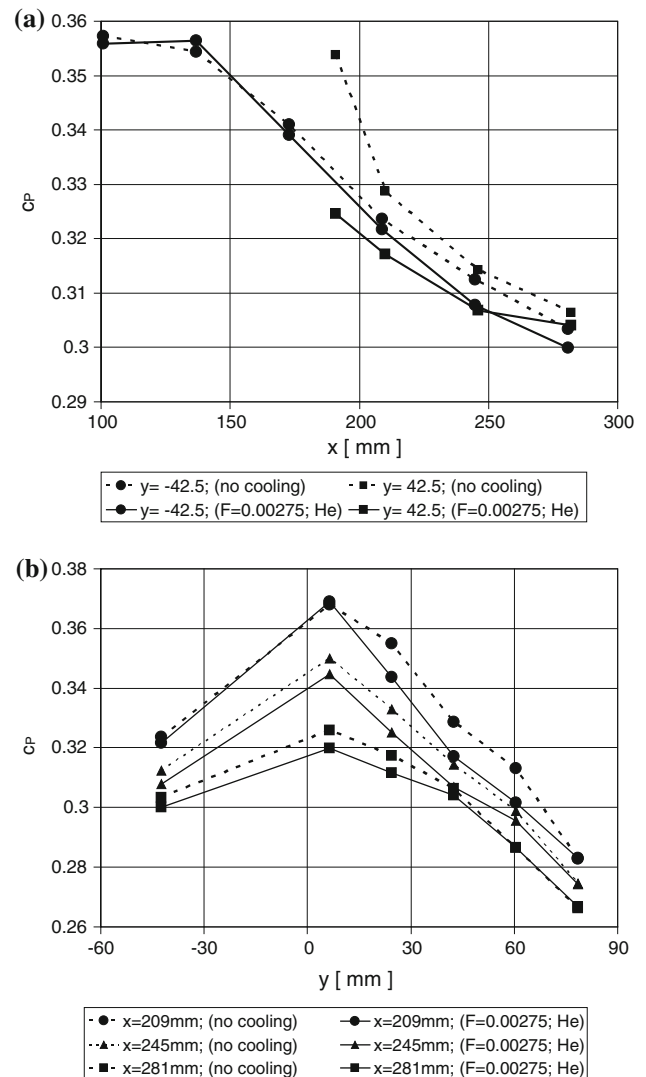 (a)
0.36
0.35
0.34
0.33
0.32
0.31
0.3
0.29
cP
100 150 200 250 300
x [ mm ]
y= -42.5; (no cooling) y= 42.5; (no cooling)
y= -42.5; (F=0.00275; He) y= 42.5; (F=0.00275; He)
(b)
0.38
0.36
0.34
0.32
0.3
0.28
0.26
cP
-60 -30 0 30 60 90
y [ mm ]
x=209mm; (no cooling) x=209mm; (F=0.00275; He)
x=245mm; (no cooling) x=245mm; (F=0.00275; He)
x=281mm; (no cooling) x=281mm; (F=0.00275; He)